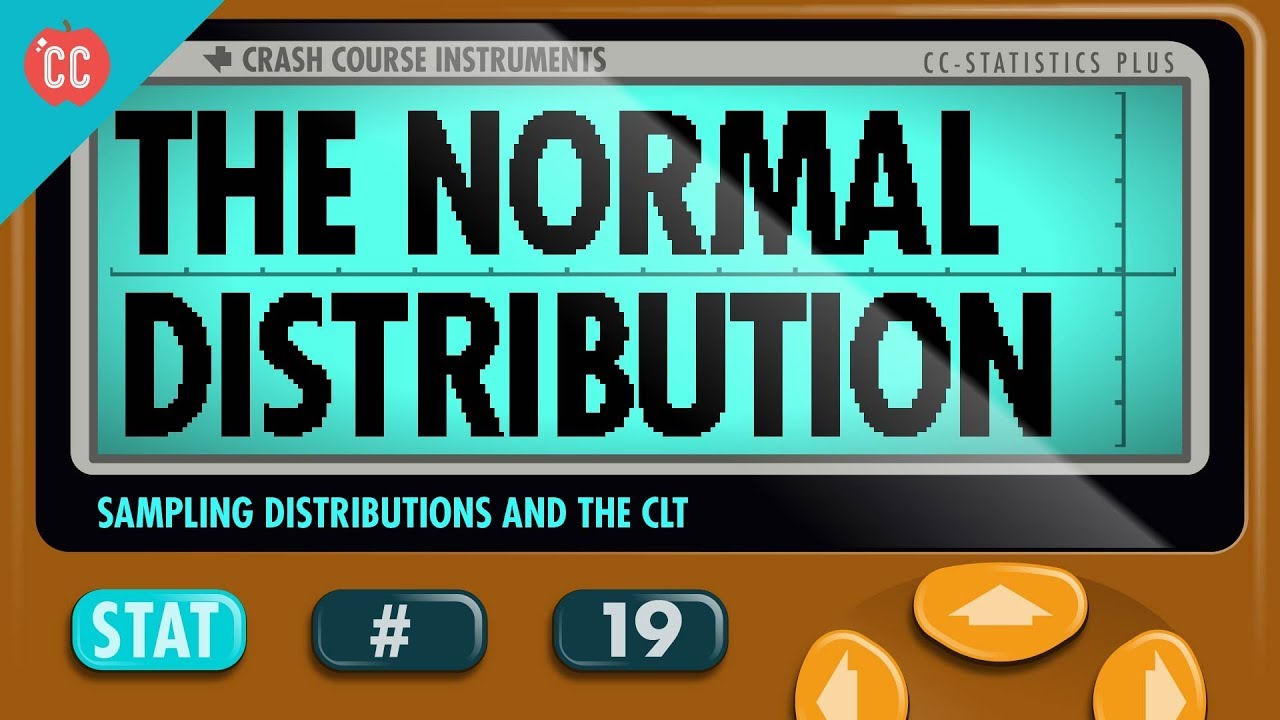 CC
CRASH COURSE INSTRUMENTS
CC-STATISTICS PLUS
THE NORMAL
DISTRIBUTION
SAMPLING DISTRIBUTIONS AND THE CLT
STAT
#
19